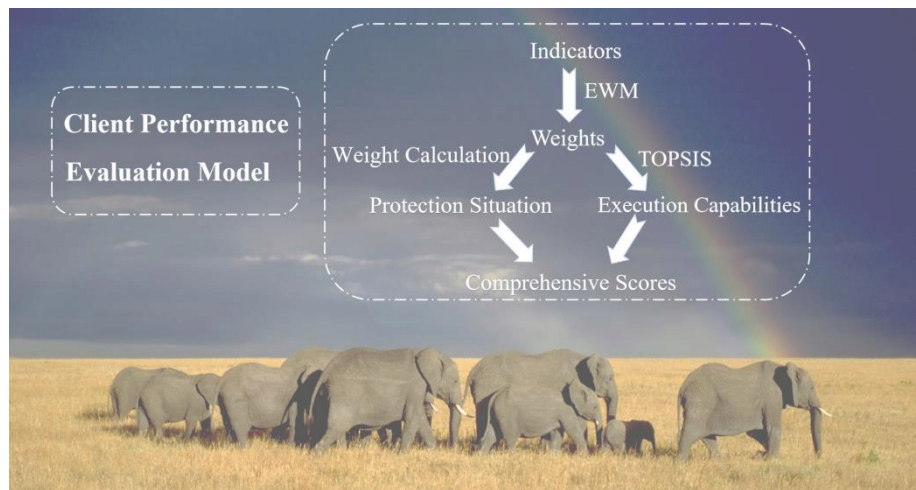 Client Performance
Evaluation Model
Indicators
EWM
Weights
Weight Calculation
TOPSIS
Protection Situation
Execution Capabilities
Comprehensive Scores